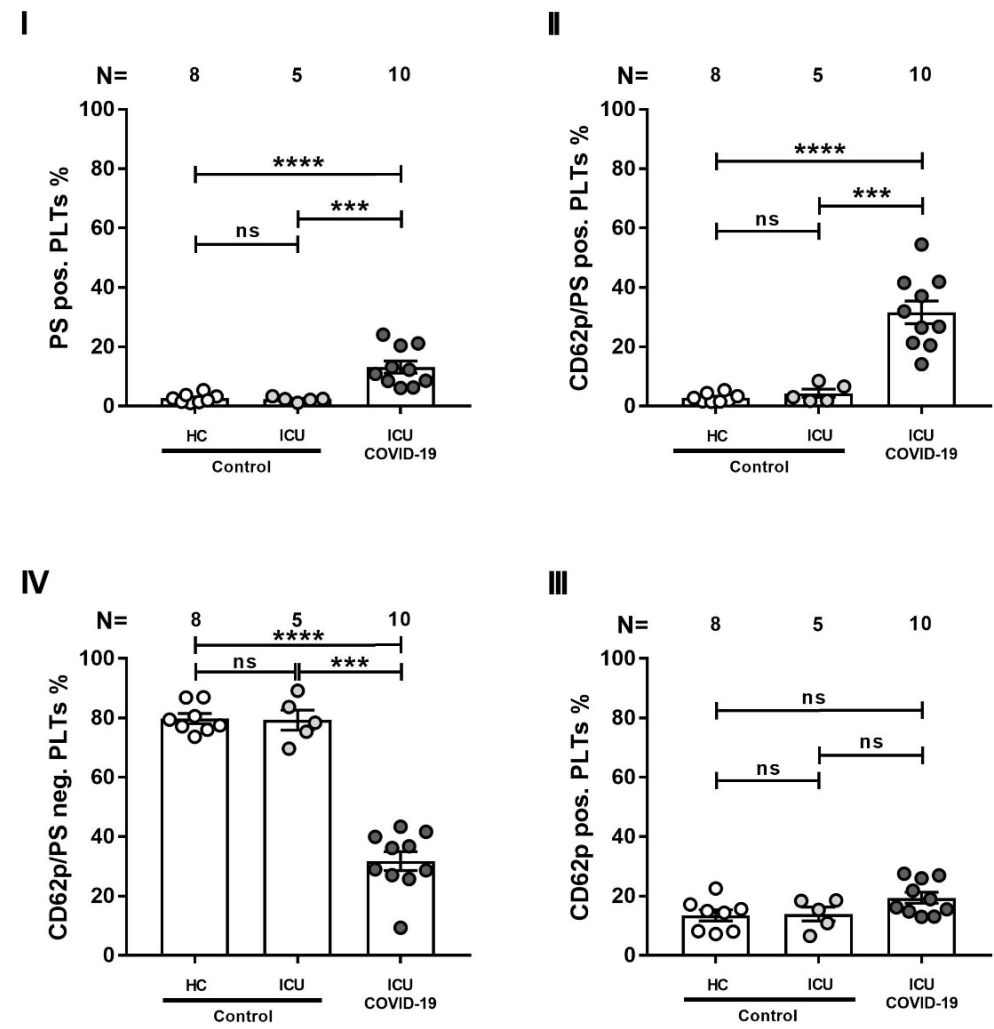 I
N= 8 5 10
PS pos. PLTs %
100
80
60
40
20
0
****
***
ns
HC ICU ICU
COVID-19
Control
II
N= 8 5 10
CD62p/PS pos. PLTs %
100
80
60
40
20
0
****
***
ns
HC ICU ICU
COVID-19
Control
IV
N= 8 5 10
CD62p/PS neg. PLTs %
100
80
60
40
20
0
****
ns ***
HC ICU ICU
COVID-19
Control
III
N= 8 5 10
CD62p pos. PLTs %
100
80
60
40
20
0
ns
ns
ns
HC ICU ICU
COVID-19
Control